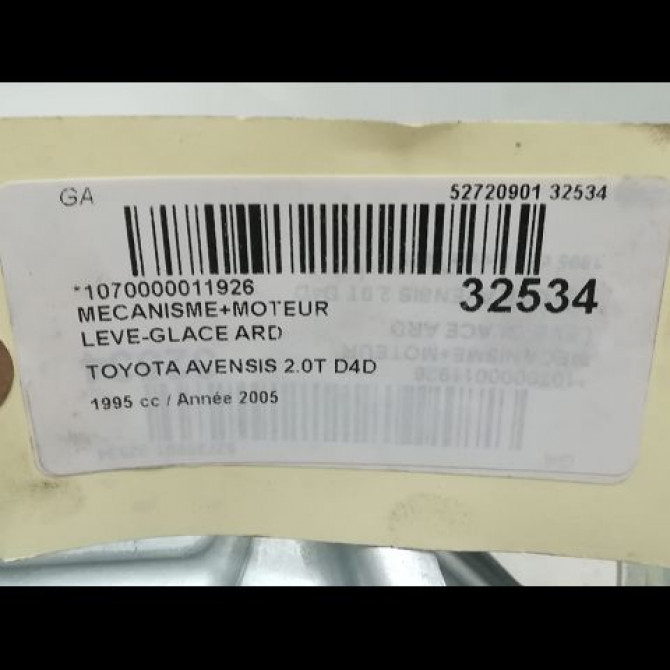 GA
52720901 32534
*1070000011926
32534
MECANISME+MOTEUR
LEVE-GLACE ARD
TOYOTA AVENSIS 2.0T D4D
1995 cc / Année 2005